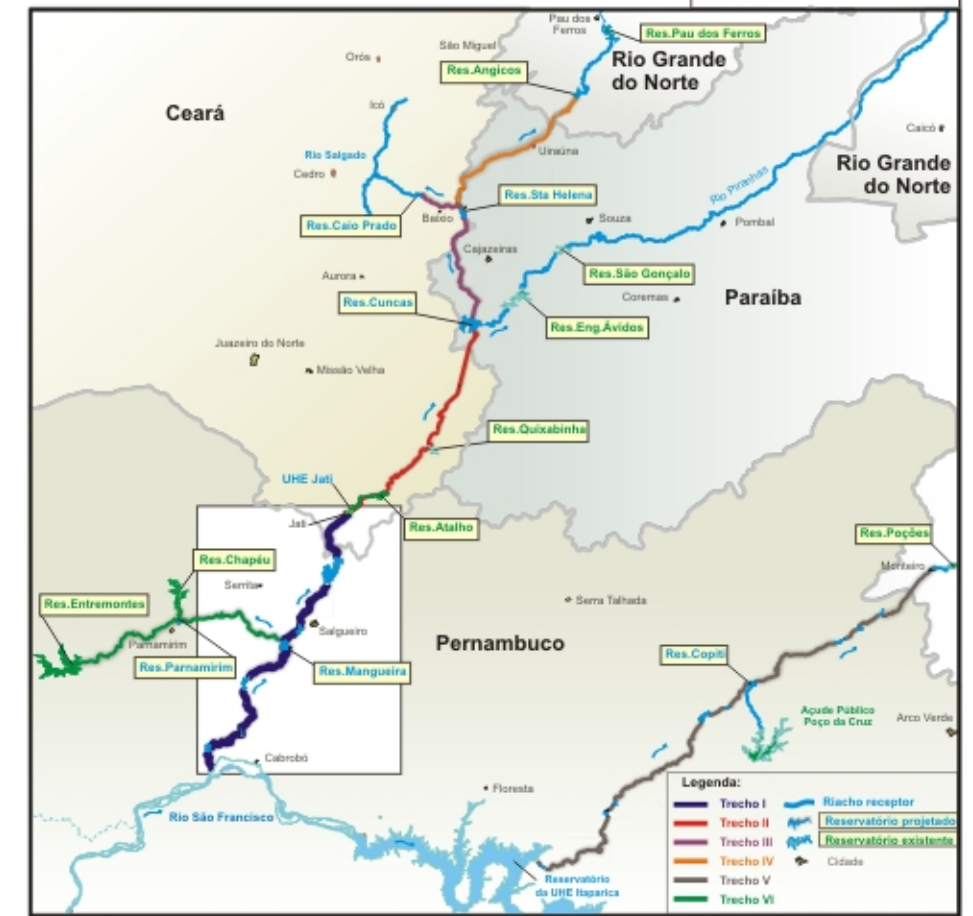 Pau dos
Ferros
Res.Pau dos Ferros
São Miguel
Orós
Rio Grande
do Norte
Res.Angicos
Ceará
Icó
Caicó
Uiraúna
Rio Salgado
Rio Grande
do Norte
Cedro
Rio Piranhas
Res.Sta Helena
Res.Caio Prado
Baixio
Souza
Pombal
Cajazeiras
Aurora
Res.São Gonçalo
Res.Cuncas
Coremas
Paraíba
Res.Eng.Ávidos
Juazeiro do Norte
Missão Velha
Res.Quixabinha
UHE Jati
Jati
Res.Atalho
Res.Poções
Res.Chapéu
Monteiro
Serrita
Res.Entremontes
Serra Talhada
Salgueiro
Parnamirim
Pernambuco
Res.Parnamirim
Res.Mangueira
Res.Copiti
Açude Público
Poço da Cruz
Arco Verde
Cabrobó
Floresta
Rio São Francisco
Reservatório
da UHE Itaparica
Legenda:
Trecho I
Riacho receptor
Trecho II
Reservatório projetado
Trecho III
Reservatório existente
Trecho IV
Cidade
Trecho V
Trecho VI